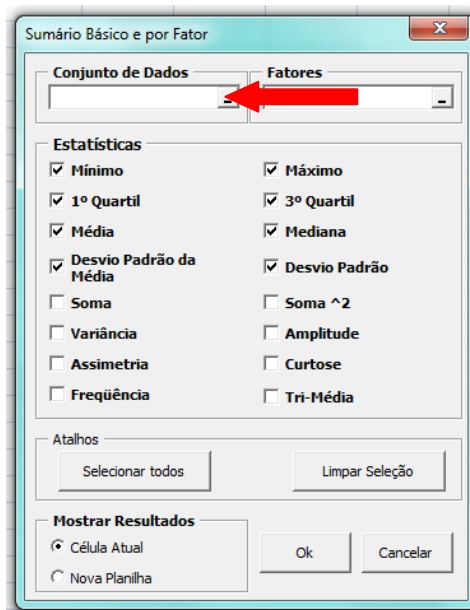 Sumário Básico e por Fator
X
Conjunto de Dados
Fatores
Estatísticas
Mínimo
Máximo
1º Quartil
3º Quartil
Média
Mediana
Desvio Padrão da
Média
Desvio Padrão
Soma
Soma ^2
Variância
Amplitude
Assimetria
Curtose
Freqüência
Tri-Média
Atalhos
Selecionar todos
Limpar Seleção
Mostrar Resultados
Célula Atual
Nova Planilha
Ok
Cancelar